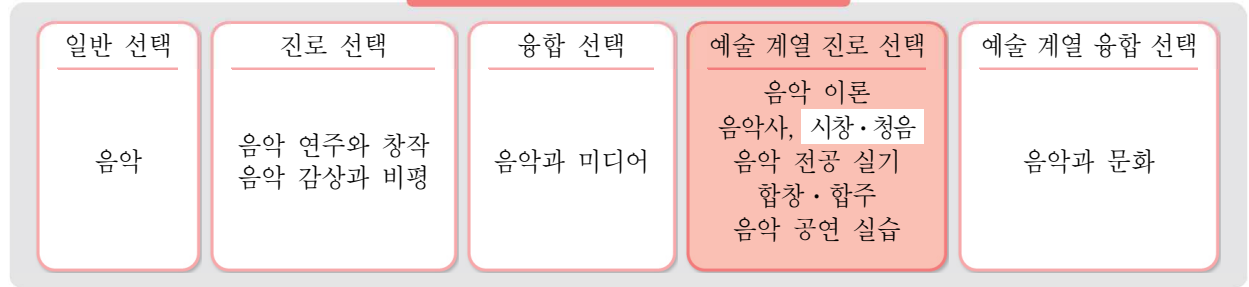 일반 선택
음악
진로 선택
음악 연주와 창작
음악 감상과 비평
융합 선택
음악과 미디어
예술 계열 진로 선택
음악 이론
음악사, 시창·청음
음악 전공 실기
합창·합주
음악 공연 실습
예술 계열 융합 선택
음악과 문화